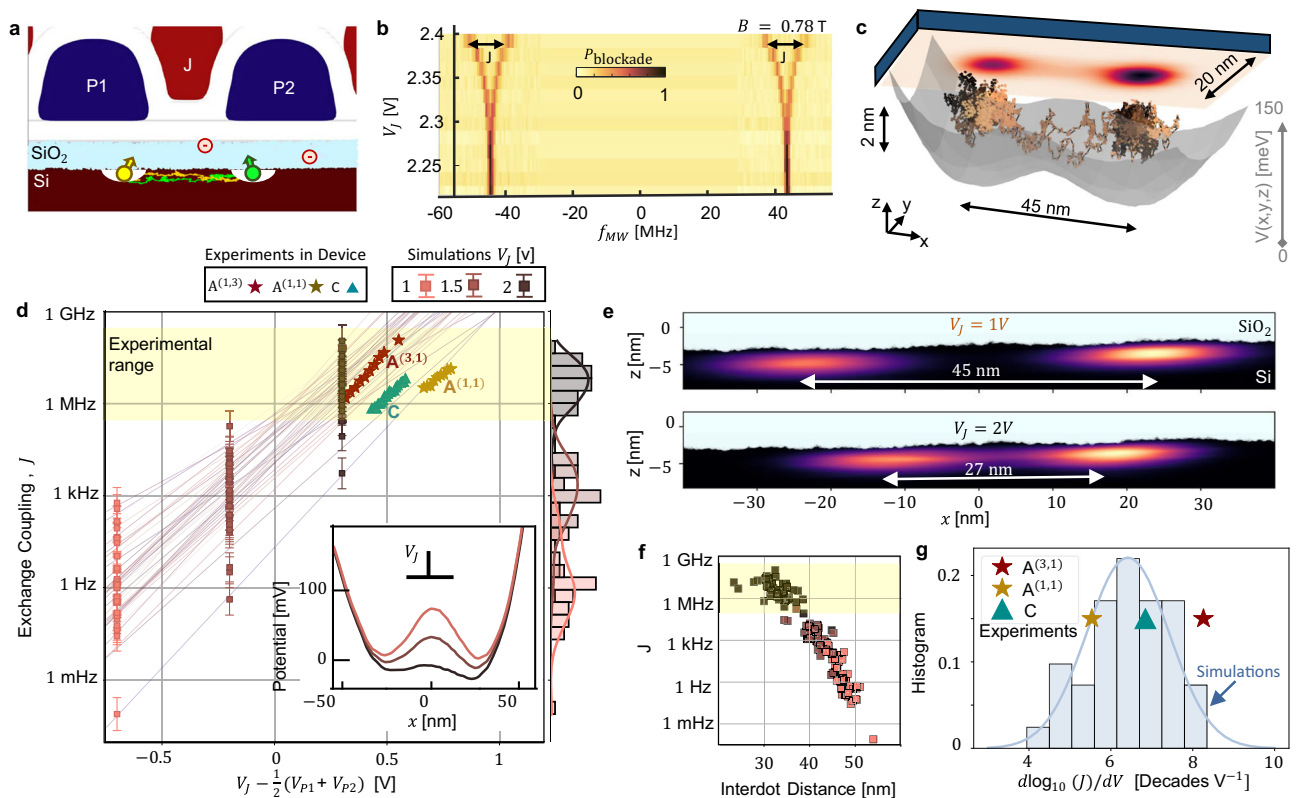 a
P1
J
P2
SiO₂
Si
b
B = 0.78 T
J
J
P_blockade
0
1
V_J [V]
2.4
2.35
2.3
2.25
-60
-40
-20
0
20
40
f_MW [MHz]
c
20 nm
2 nm
45 nm
z
y
x
150
V(x,y,z) [meV]
0
Experiments in Device
A^(1,3) ★ A^(1,1) ★ C ▲
Simulations V_J [v]
1 1.5 2
d
1 GHz
1 MHz
1 kHz
1 Hz
1 mHz
Exchange Coupling , J
Experimental
range
A^(3,1)
A^(1,1)
C
V_J
Potential [mV]
100
0
−50
0
50
x [nm]
−0.5
0
0.5
1
V_J − ½(V_P1 + V_P2) [V]
e
V_J = 1V
SiO₂
Si
45 nm
z [nm]
0
−5
V_J = 2V
27 nm
z [nm]
0
−5
−30
−20
−10
0
10
20
30
x [nm]
f
1 GHz
1 MHz
1 kHz
1 Hz
1 mHz
J
20
30
40
50
Interdot Distance [nm]
g
★ A^(3,1)
★ A^(1,1)
▲ C
Experiments
Simulations
Histogram
0.2
0.1
0
4
6
8
10
dlog₁₀ (J)/dV [Decades V⁻¹]